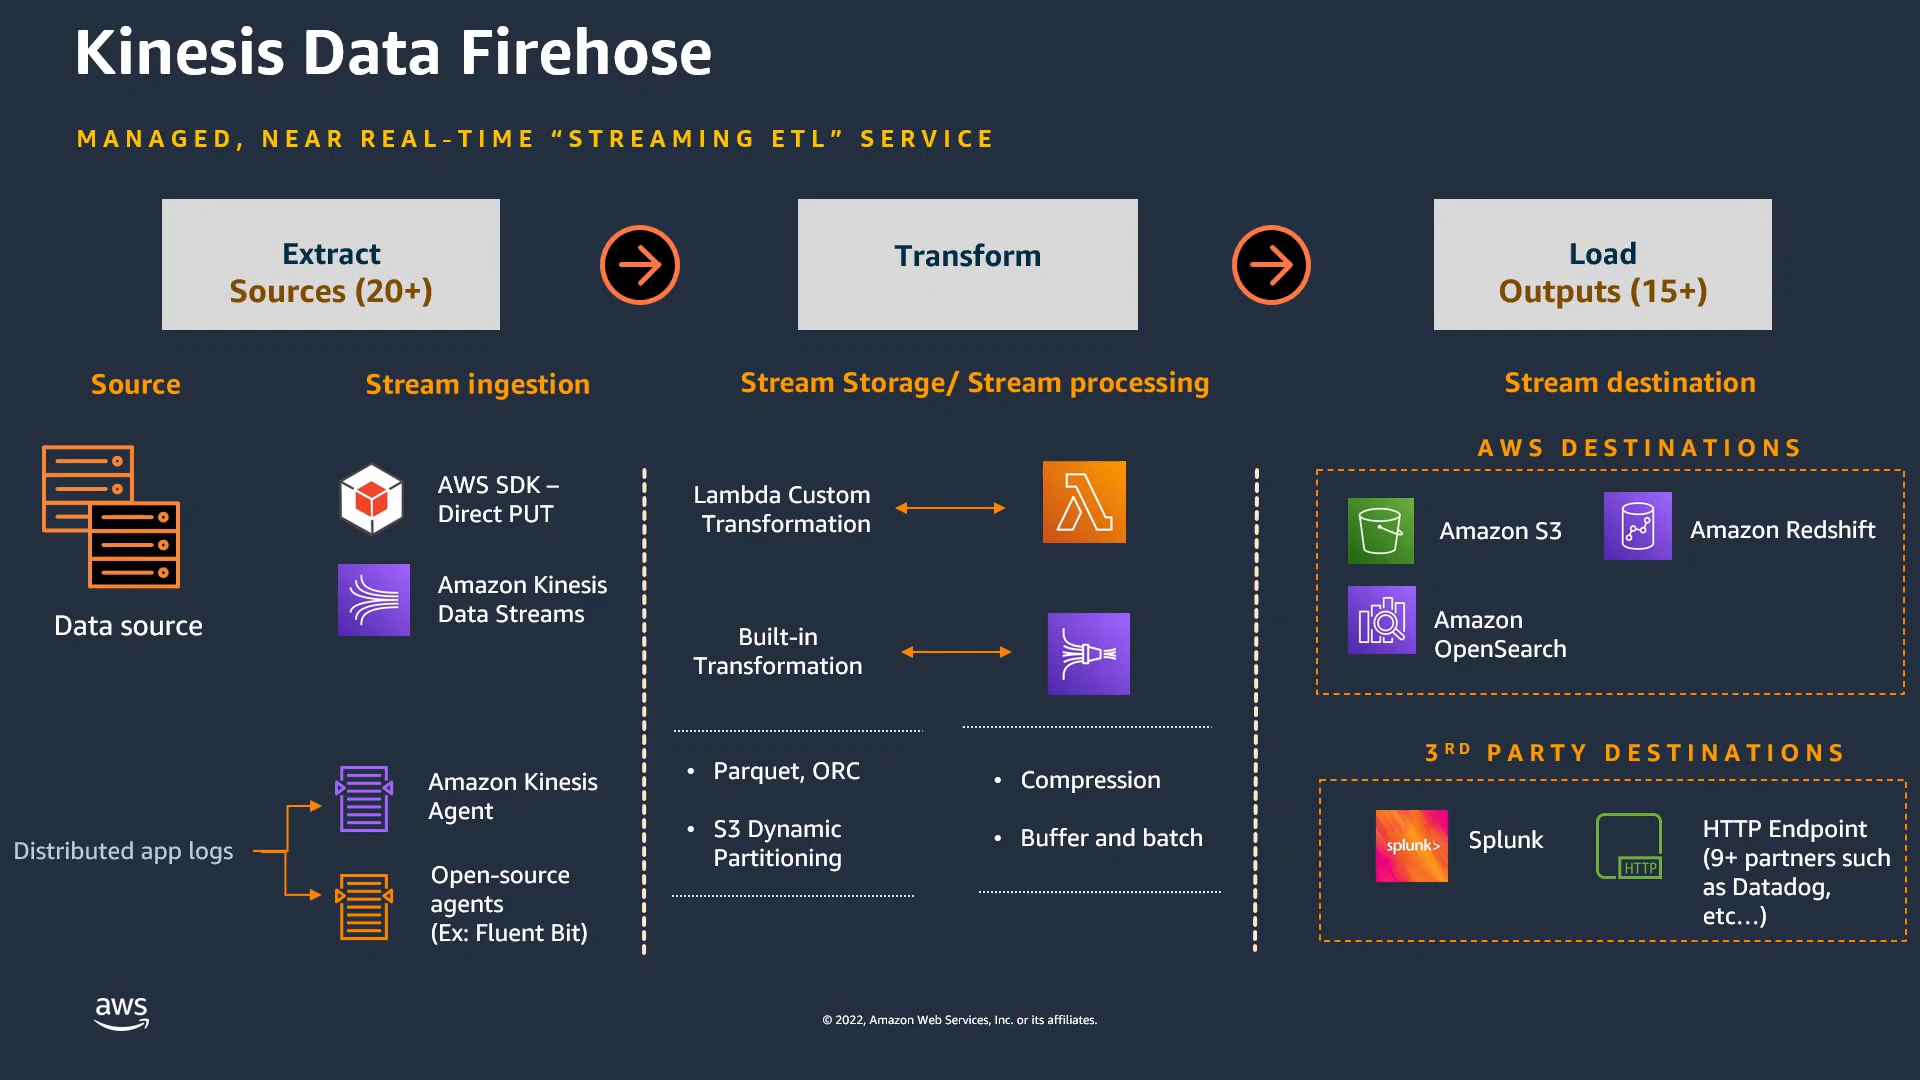 Kinesis Data Firehose
MANAGED, NEAR REAL-TIME “STREAMING ETL” SERVICE
Extract
Sources (20+)
Transform
Load
Outputs (15+)
Source
Stream ingestion
Stream Storage/ Stream processing
Stream destination
Data source
AWS SDK –
Direct PUT
Amazon Kinesis
Data Streams
Distributed app logs
Amazon Kinesis
Agent
Open-source
agents
(Ex: Fluent Bit)
Lambda Custom
Transformation
Built-in
Transformation
• Parquet, ORC
• S3 Dynamic
Partitioning
• Compression
• Buffer and batch
AWS DESTINATIONS
Amazon S3
Amazon Redshift
Amazon
OpenSearch
3RD PARTY DESTINATIONS
splunk>
Splunk
HTTP
HTTP Endpoint
(9+ partners such
as Datadog,
etc…)
aws
© 2022, Amazon Web Services, Inc. or its affiliates.